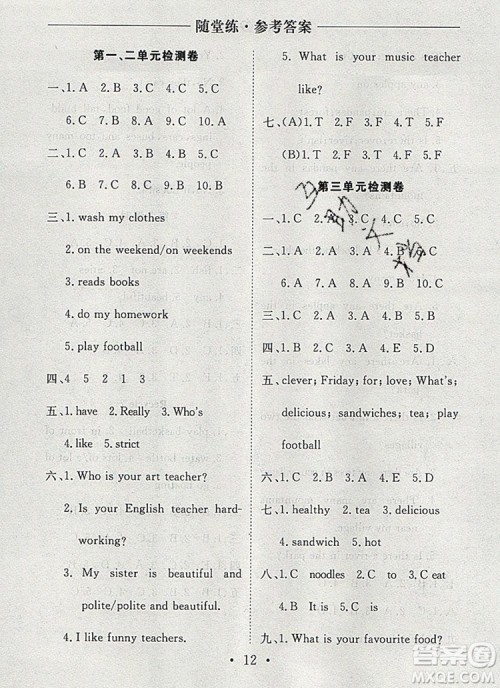 随堂练·参考答案
第一、二单元检测卷
一、1. C 2. B 3. C 4. C 5. C
6. C 7. B 8. A 9. C 10. C
二、1. C 2. A 3. B 4. A 5. C
6. B 7. B 8. A 9. B 10. C
三、1. wash my clothes
2. on the weekend/on weekends
3. reads books
4. do my homework
5. play football
四、4 5 2 1 3
五、1. have 2. Really 3. Who's
4. like 5. strict
六、1. Who is your art teacher?
2. Is your English teacher hard-
working?
3. My sister is beautiful and
polite/polite and beautiful.
4. I like funny teachers.
5. What is your music teacher
like?
七、(A)1. T 2. F 3. F 4. T 5. F
(B)1. C 2. A 3. C
第三单元检测卷
一、1. C 2. A 3. C 4. C 5. A
二、1. A 2. A 3. A 4. B 5. C
6. B 7. B 8. A 9. C 10. A
三、1. C 2. C 3. A 4. A 5. B
四、1. C 2. A 3. B 4. E 5. D
五、clever; Friday; for; love; What's;
delicious; sandwiches; tea; play
football
六、1. B 2. C 3. C 4. A 5. C
七、1. healthy 2. tea 3. delicious
4. sandwich 5. hot
八、1. C noodles 2. C 3. C eat
4. B Is 5. C
九、1. What is your favourite food?
· 12 ·
作业帮
MXQE.COM